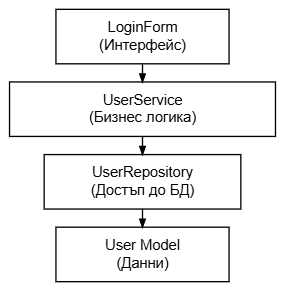 LoginForm
(Интерфейс)
UserService
(Бизнес логика)
UserRepository
(Достъп до БД)
User Model
(Данни)